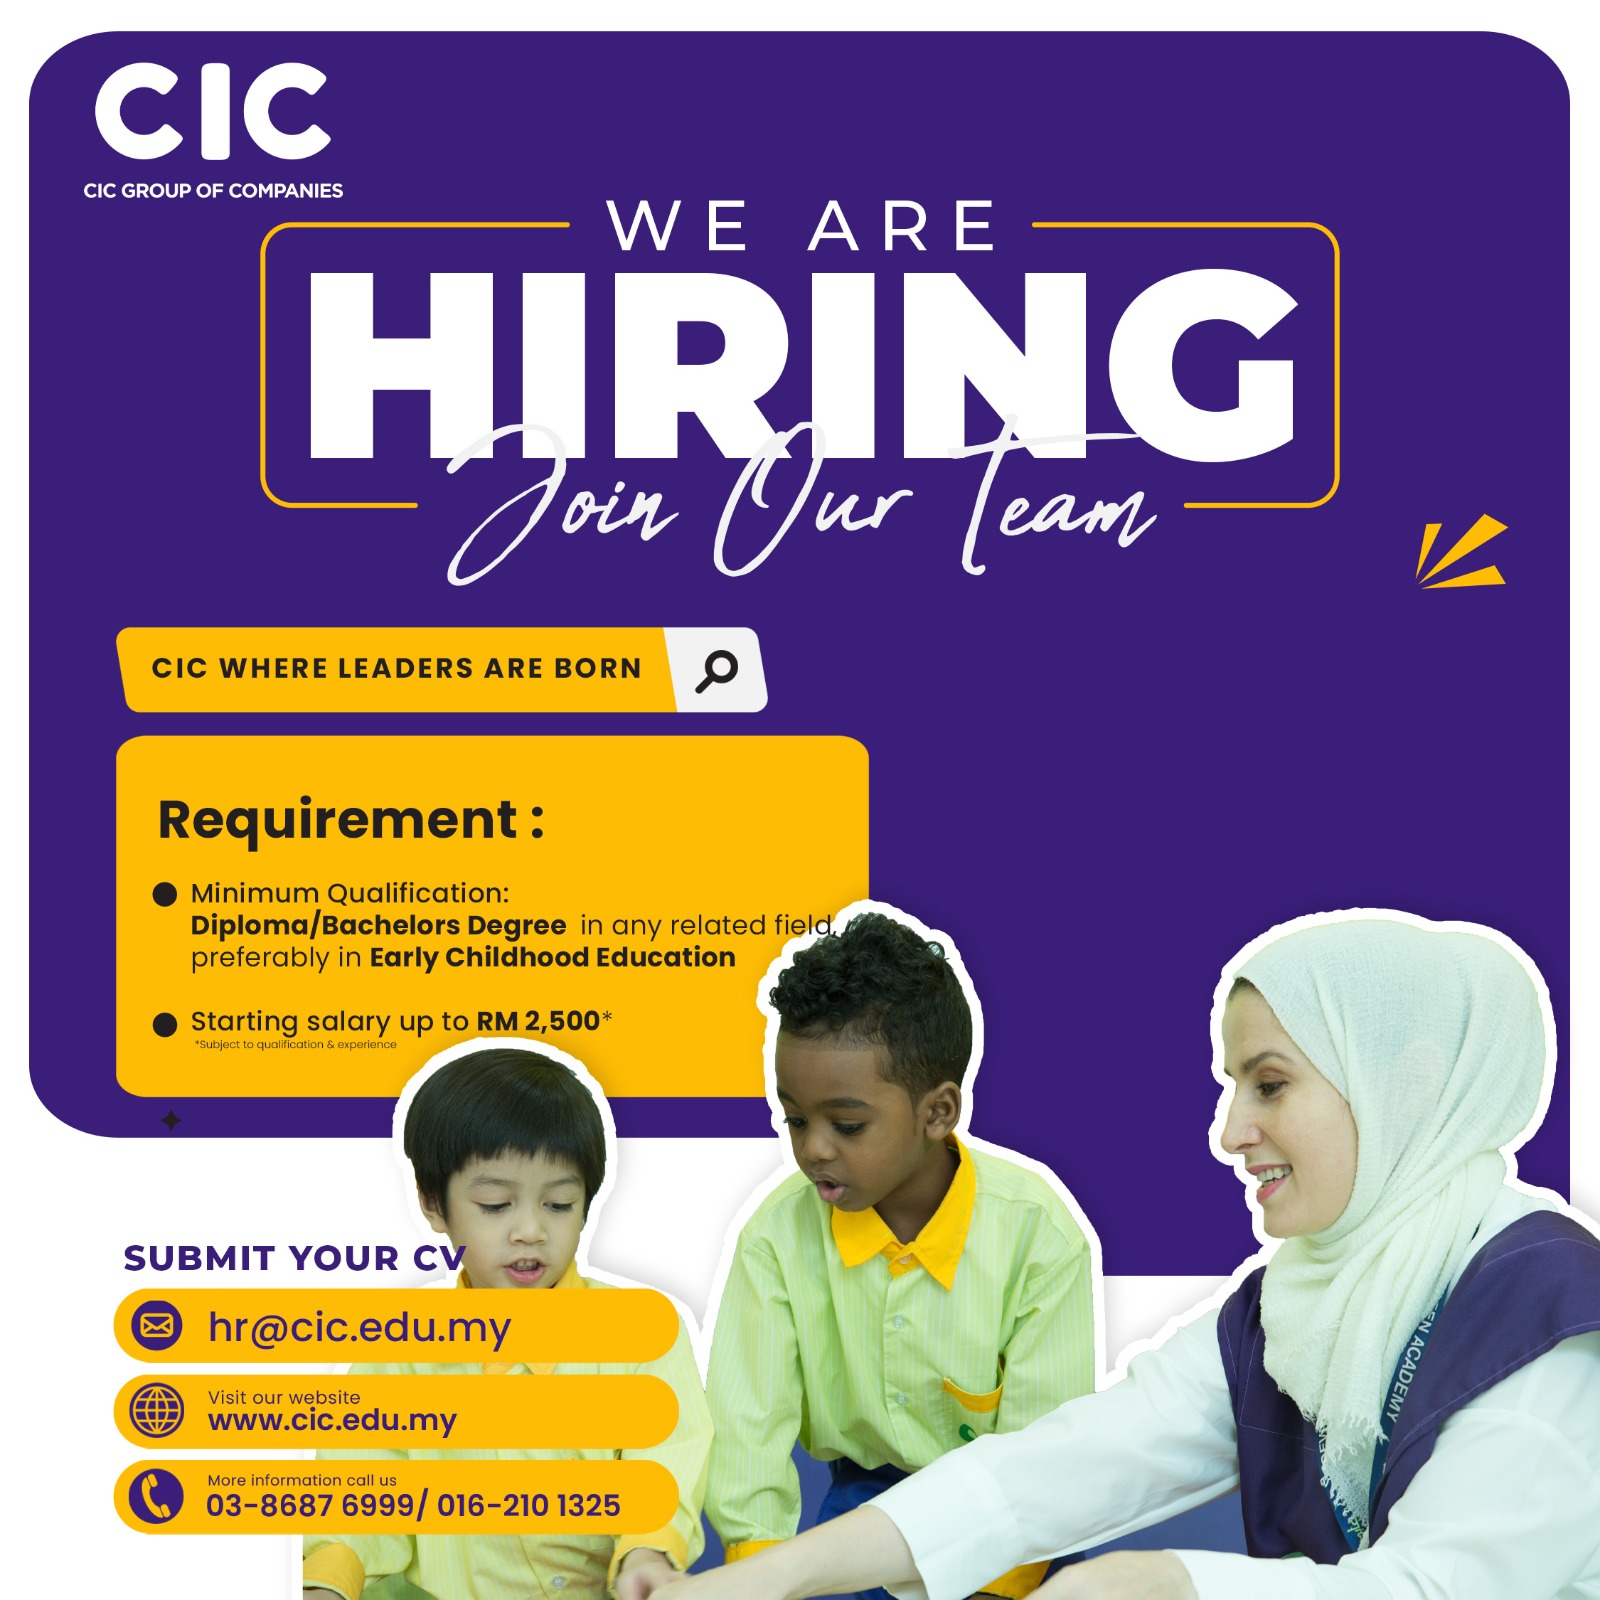 CIC
CIC GROUP OF COMPANIES
WE ARE
HIRING
Join Our Team
CIC WHERE LEADERS ARE BORN
Requirement :
Minimum Qualification:
Diploma/Bachelors Degree in any related field,
preferably in Early Childhood Education
Starting salary up to RM 2,500*
*Subject to qualification & experience
SUBMIT YOUR CV
hr@cic.edu.my
Visit our website
www.cic.edu.my
More information call us
03-8687 6999/ 016-210 1325
ACADEMY